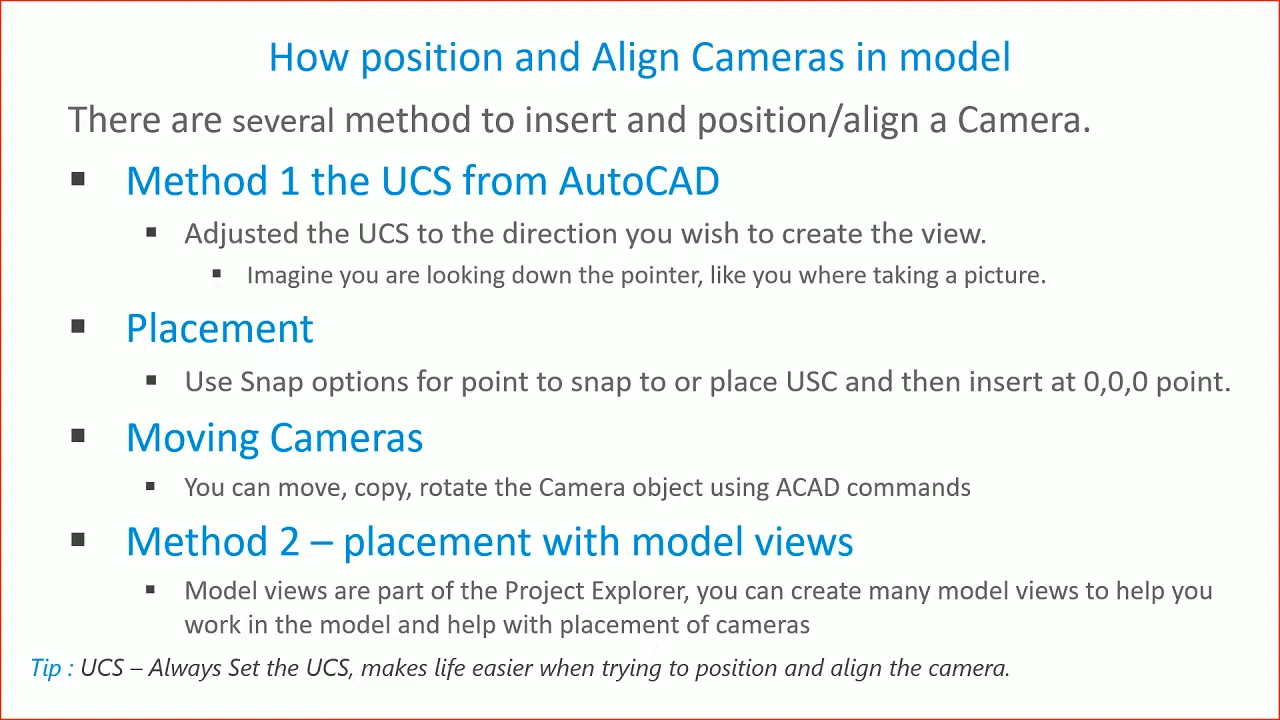 How position and Align Cameras in model
There are several method to insert and position/align a Camera.
▪ Method 1 the UCS from AutoCAD
▪ Adjusted the UCS to the direction you wish to create the view.
▪ Imagine you are looking down the pointer, like you where taking a picture.
▪ Placement
▪ Use Snap options for point to snap to or place USC and then insert at 0,0,0 point.
▪ Moving Cameras
▪ You can move, copy, rotate the Camera object using ACAD commands
▪ Method 2 – placement with model views
▪ Model views are part of the Project Explorer, you can create many model views to help you
work in the model and help with placement of cameras
Tip : UCS – Always Set the UCS, makes life easier when trying to position and align the camera.